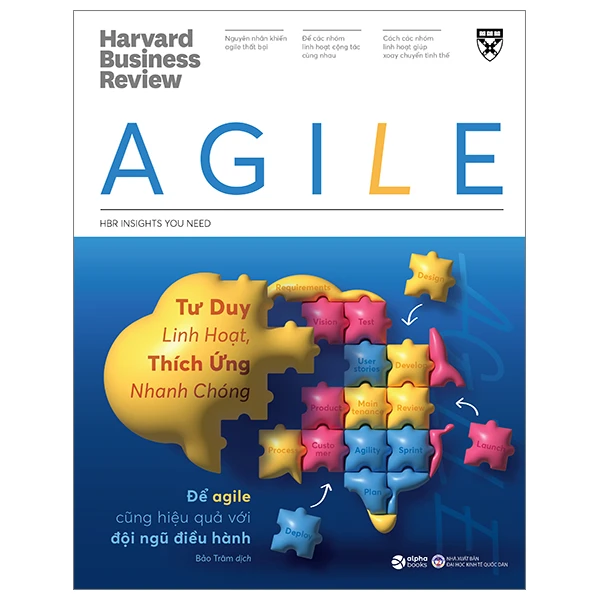 Harvard
Business
Review
Nguyên nhân khiến
agile thất bại
Để các nhóm
linh hoạt cộng tác
cùng nhau
Cách các nhóm
linh hoạt giúp
xoay chuyển tình thế
AGILE
HBR INSIGHTS YOU NEED
Tư Duy
Linh Hoạt,
Thích Ứng
Nhanh Chóng
Requirements
Design
Vision
Test
User
stories
Develop
Product
Main
tenance
Review
Process
Custo
mer
Agility
Sprint
Launch
Plan
Deploy
AGILE
Để agile
cũng hiệu quả với
đội ngũ điều hành
Bảo Trâm dịch
alpha
books
NHÀ XUẤT BẢN
ĐẠI HỌC KINH TẾ QUỐC DÂN